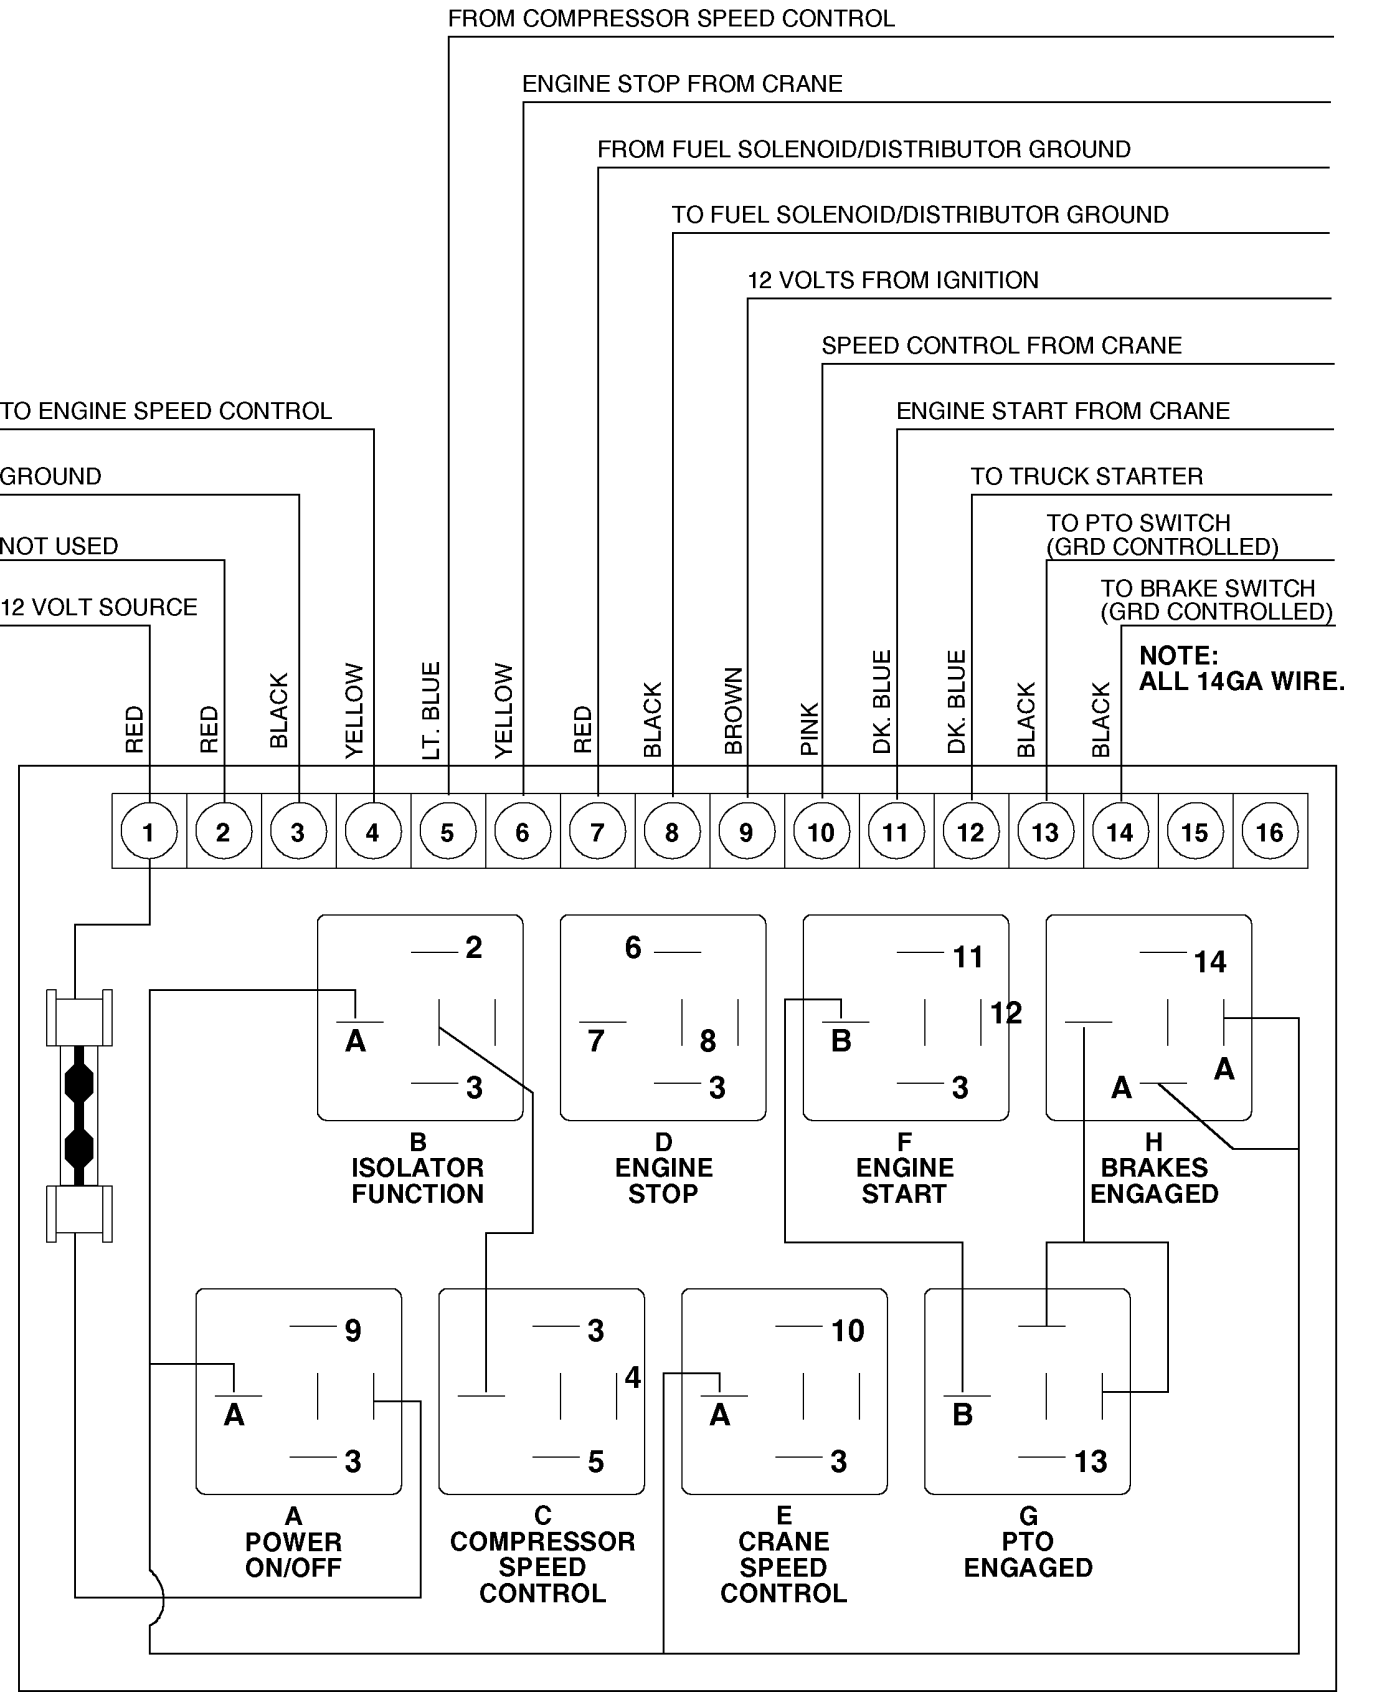 FROM COMPRESSOR SPEED CONTROL
ENGINE STOP FROM CRANE
FROM FUEL SOLENOID/DISTRIBUTOR GROUND
TO FUEL SOLENOID/DISTRIBUTOR GROUND
12 VOLTS FROM IGNITION
SPEED CONTROL FROM CRANE
TO ENGINE SPEED CONTROL
ENGINE START FROM CRANE
GROUND
TO TRUCK STARTER
TO PTO SWITCH
(GRD CONTROLLED)
NOT USED
TO BRAKE SWITCH
(GRD CONTROLLED)
12 VOLT SOURCE
NOTE:
ALL 14GA WIRE.
RED
RED
BLACK
YELLOW
LT. BLUE
YELLOW
RED
BLACK
BROWN
PINK
DK. BLUE
DK. BLUE
BLACK
BLACK
1 2 3 4 5 6 7 8 9 10 11 12 13 14 15 16
2
A
3
B
ISOLATOR
FUNCTION
6
7
8
3
D
ENGINE
STOP
11
12
B
3
F
ENGINE
START
14
A
A
H
BRAKES
ENGAGED
9
A
3
A
POWER
ON/OFF
3
4
5
C
COMPRESSOR
SPEED
CONTROL
10
A
3
E
CRANE
SPEED
CONTROL
B
13
G
PTO
ENGAGED